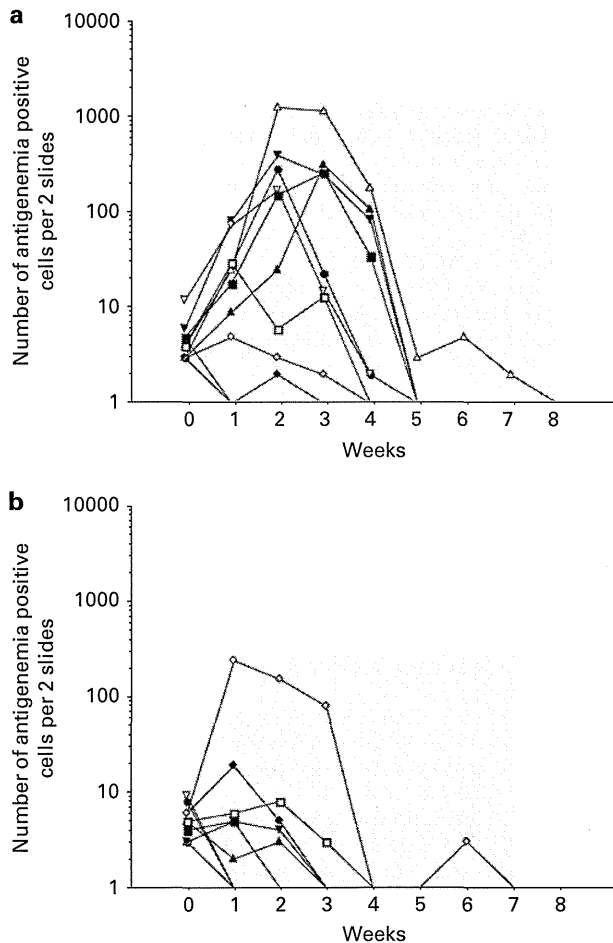 a
Number of antigenemia positive
cells per 2 slides
10000
1000
100
10
1
0 1 2 3 4 5 6 7 8
Weeks
b
Number of antigenemia positive
cells per 2 slides
10000
1000
100
10
1
0 1 2 3 4 5 6 7 8
Weeks